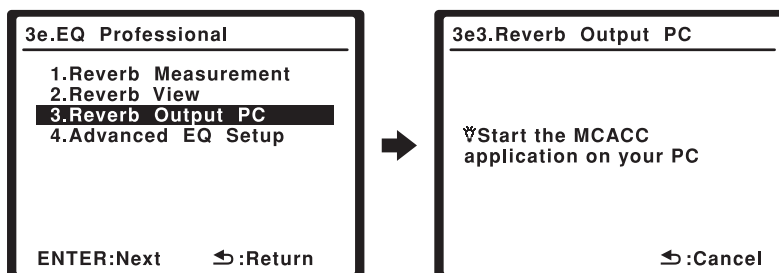 3e.EQ Professional
1.Reverb Measurement
2.Reverb View
3.Reverb Output PC
4.Advanced EQ Setup
ENTER:Next :Return
3e3.Reverb Output PC
Start the MCACC
application on your PC
:Cancel